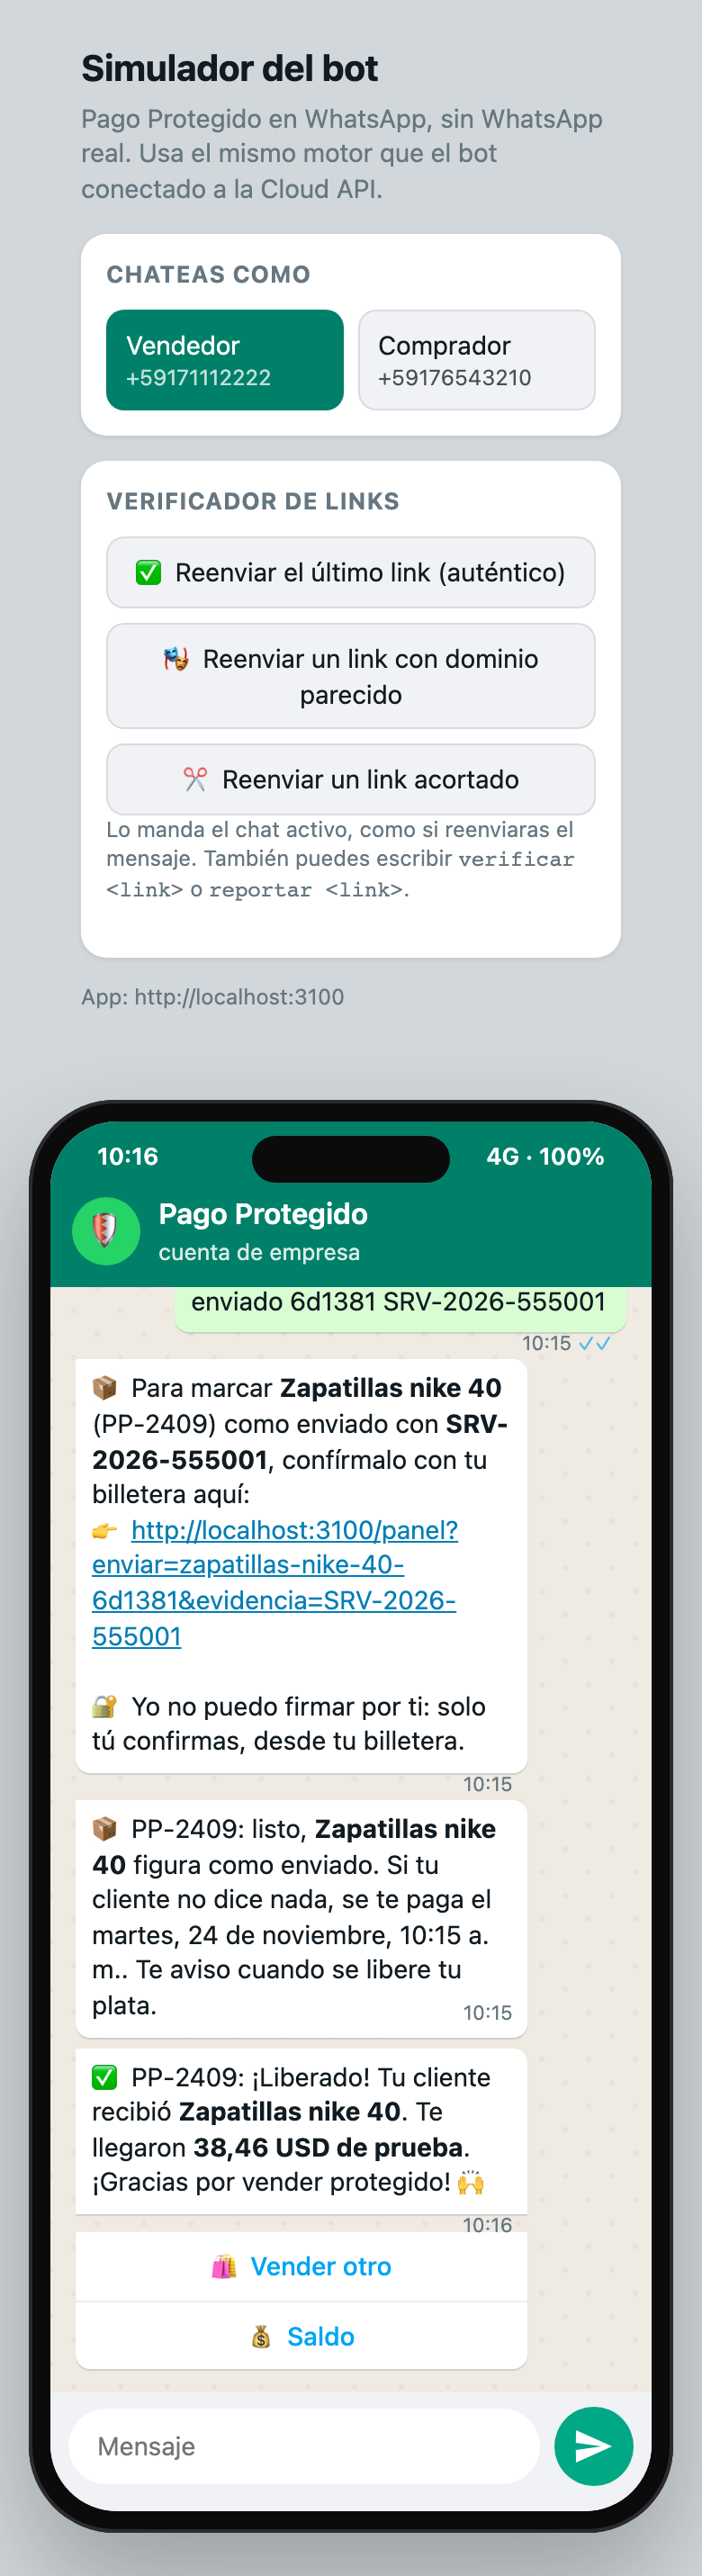 Simulador del bot
Pago Protegido en WhatsApp, sin WhatsApp
real. Usa el mismo motor que el bot
conectado a la Cloud API.
CHATEAS COMO
Vendedor
+59171112222
Comprador
+59176543210
VERIFICADOR DE LINKS
✅ Reenviar el último link (auténtico)
🎭 Reenviar un link con dominio
parecido
✂️ Reenviar un link acortado
Lo manda el chat activo, como si reenviaras el
mensaje. También puedes escribir verificar
<link> o reportar <link>.
App: http://localhost:3100
10:16
4G · 100%
Pago Protegido
cuenta de empresa
enviado 6d1381 SRV-2026-555001
10:15 ✓✓
📦 Para marcar Zapatillas nike 40
(PP-2409) como enviado con SRV-
2026-555001, confírmalo con tu
billetera aquí:
👉 http://localhost:3100/panel?
enviar=zapatillas-nike-40-
6d1381&evidencia=SRV-2026-
555001
🔐 Yo no puedo firmar por ti: solo
tú confirmas, desde tu billetera.
10:15
📦 PP-2409: listo, Zapatillas nike
40 figura como enviado. Si tu
cliente no dice nada, se te paga el
martes, 24 de noviembre, 10:15 a.
m.. Te aviso cuando se libere tu
plata.
10:15
✅ PP-2409: ¡Liberado! Tu cliente
recibió Zapatillas nike 40. Te
llegaron 38,46 USD de prueba.
¡Gracias por vender protegido! 🙌
10:16
🛍️ Vender otro
💰 Saldo
Mensaje